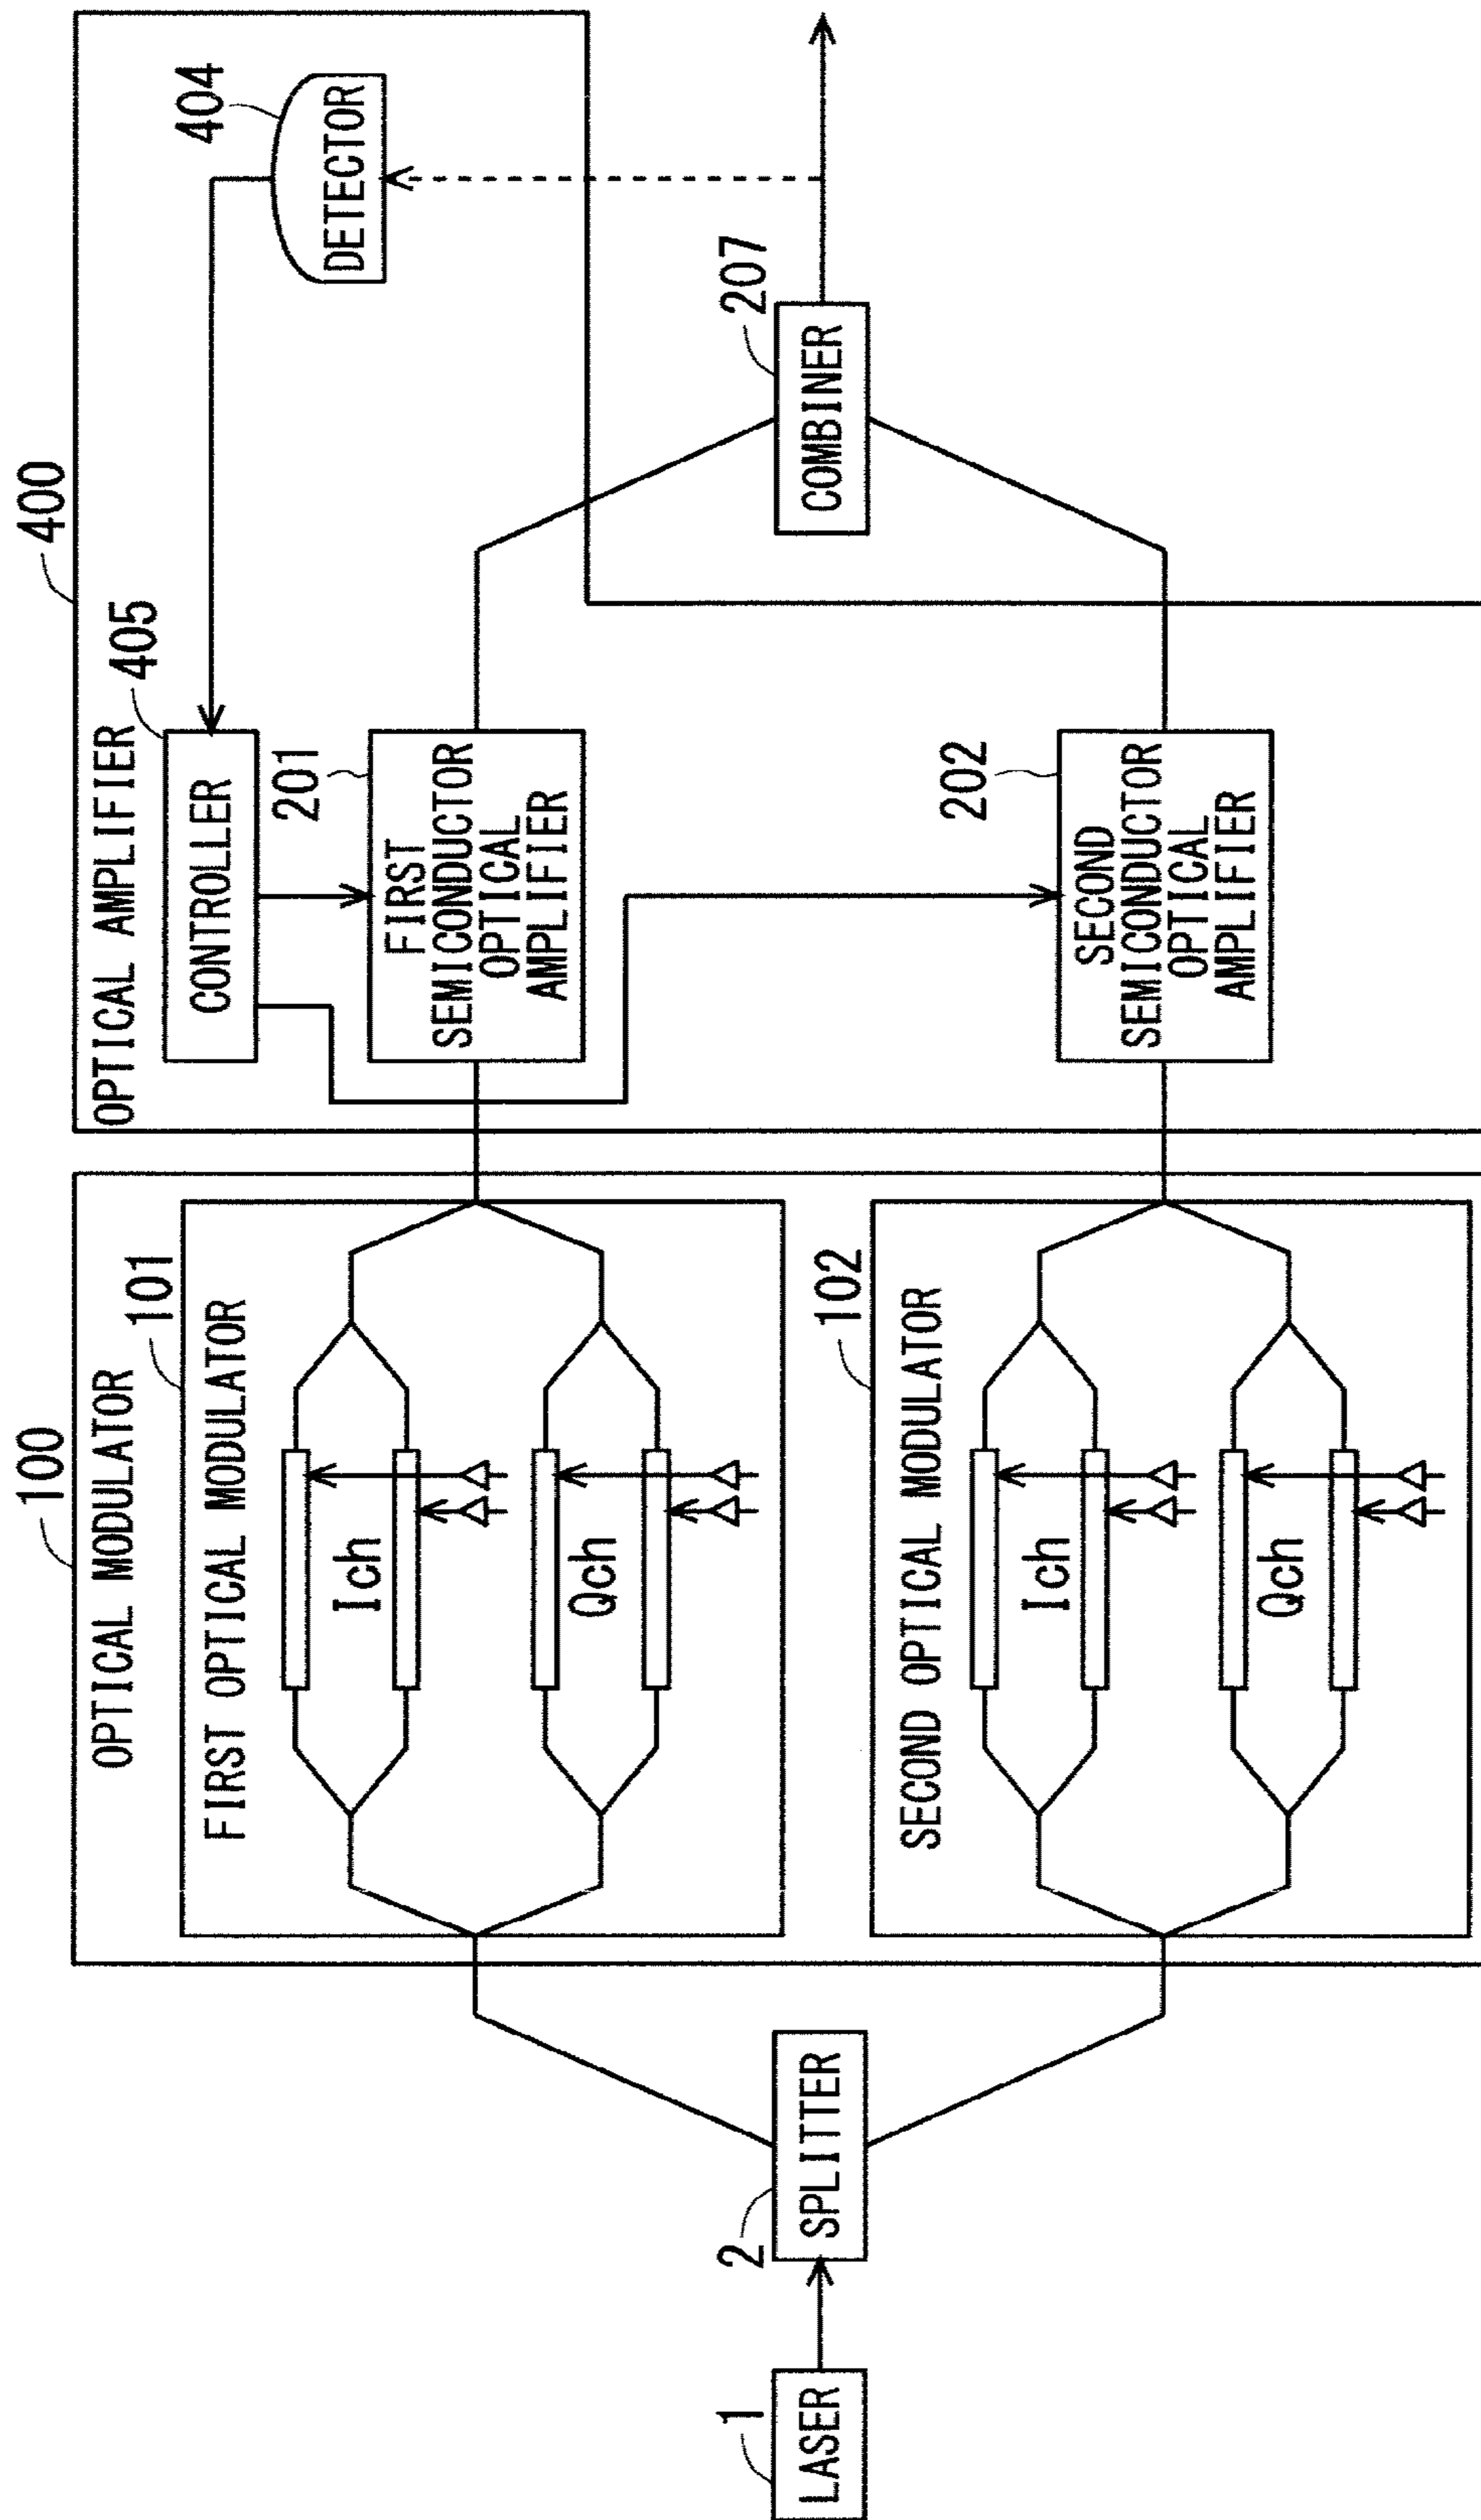 400
OPTICAL AMPLIFIER
404
DETECTOR
405
CONTROLLER
201
FIRST
SEMICONDUCTOR
OPTICAL
AMPLIFIER
207
COMBINER
202
SECOND
SEMICONDUCTOR
OPTICAL
AMPLIFIER
100
OPTICAL MODULATOR
101
FIRST OPTICAL MODULATOR
Ich
Qch
102
SECOND OPTICAL MODULATOR
Ich
Qch
2
SPLITTER
1
LASER